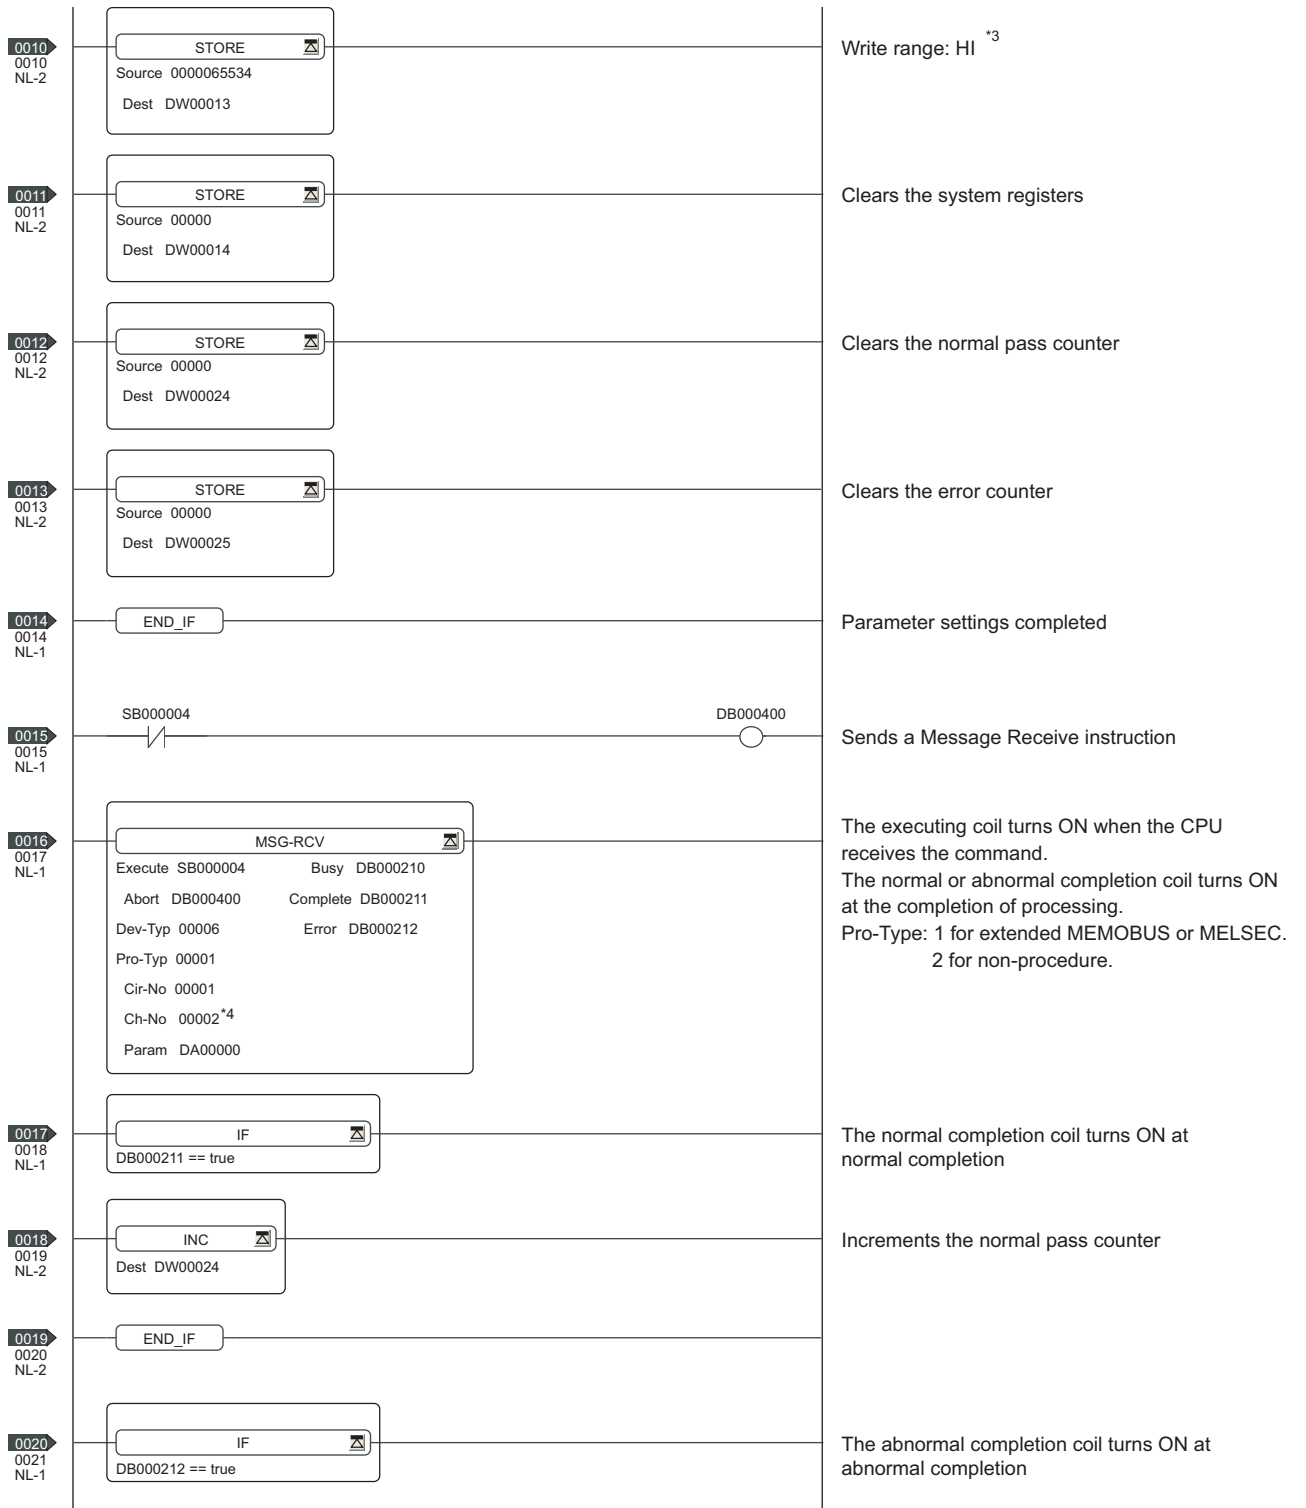 0010
0010
NL-2
STORE
Source 0000065534
Dest DW00013
Write range: HI *3
0011
0011
NL-2
STORE
Source 00000
Dest DW00014
Clears the system registers
0012
0012
NL-2
STORE
Source 00000
Dest DW00024
Clears the normal pass counter
0013
0013
NL-2
STORE
Source 00000
Dest DW00025
Clears the error counter
0014
0014
NL-1
END_IF
Parameter settings completed
SB000004 DB000400
0015
0015
NL-1
Sends a Message Receive instruction
0016
0017
NL-1
MSG-RCV
Execute SB000004 Busy DB000210
Abort DB000400 Complete DB000211
Dev-Typ 00006 Error DB000212
Pro-Typ 00001
Cir-No 00001
Ch-No 00002*4
Param DA00000
The executing coil turns ON when the CPU
receives the command.
The normal or abnormal completion coil turns ON
at the completion of processing.
Pro-Type: 1 for extended MEMOBUS or MELSEC.
2 for non-procedure.
0017
0018
NL-1
IF
DB000211 == true
The normal completion coil turns ON at
normal completion
0018
0019
NL-2
INC
Dest DW00024
Increments the normal pass counter
0019
0020
NL-2
END_IF
0020
0021
NL-1
IF
DB000212 == true
The abnormal completion coil turns ON at
abnormal completion